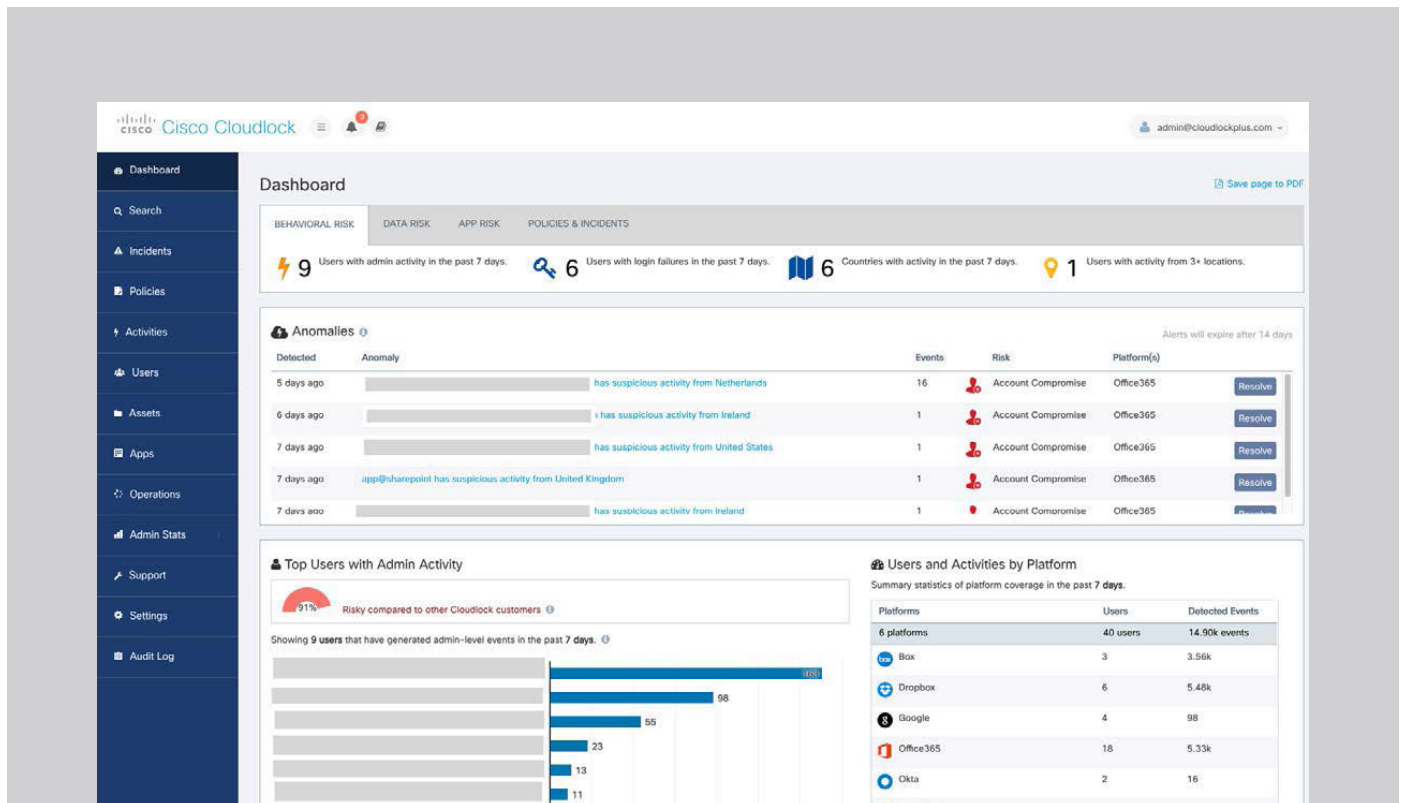 cisco Cisco Cloudlock
3
admin@cloudlockplus.com
Dashboard
Search
Incidents
Policies
Activities
Users
Assets
Apps
Operations
Admin Stats
Support
Settings
Audit Log
Dashboard
Save page to PDF
BEHAVIORAL RISK DATA RISK APP RISK POLICIES & INCIDENTS
9 Users with admin activity in the past 7 days. 6 Users with login failures in the past 7 days. 6 Countries with activity in the past 7 days. 1 Users with activity from 3+ locations.
Anomalies
Alerts will expire after 14 days
Detected Anomaly Events Risk Platform(s)
5 days ago has suspicious activity from Netherlands 16 Account Compromise Office365 Resolve
6 days ago has suspicious activity from Ireland 1 Account Compromise Office365 Resolve
7 days ago has suspicious activity from United States 1 Account Compromise Office365 Resolve
7 days ago app@sharepoint has suspicious activity from United Kingdom 1 Account Compromise Office365 Resolve
7 days ago has suspicious activity from Ireland 1 Account Compromise Office365
Top Users with Admin Activity
91% Risky compared to other Cloudlock customers
Showing 9 users that have generated admin-level events in the past 7 days.
98
55
23
13
11
Users and Activities by Platform
Summary statistics of platform coverage in the past 7 days.
Platforms Users Detected Events
6 platforms 40 users 14.90k events
box Box 3 3.56k
Dropbox 6 5.48k
g Google 4 98
Office365 18 5.33k
Okta 2 16